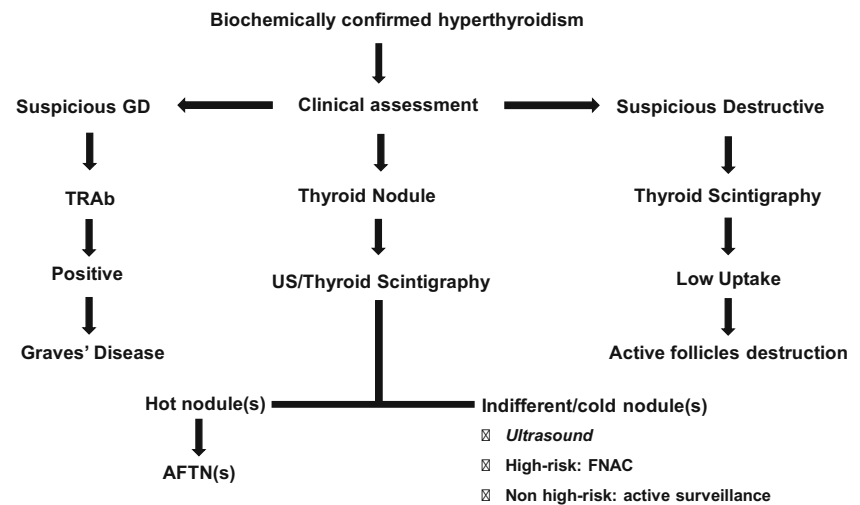 Biochemically confirmed hyperthyroidism
Suspicious GD
Clinical assessment
Suspicious Destructive
TRAb
Thyroid Nodule
Thyroid Scintigraphy
Positive
US/Thyroid Scintigraphy
Low Uptake
Graves’ Disease
Active follicles destruction
Hot nodule(s)
Indifferent/cold nodule(s)
Ultrasound
AFTN(s)
High-risk: FNAC
Non high-risk: active surveillance